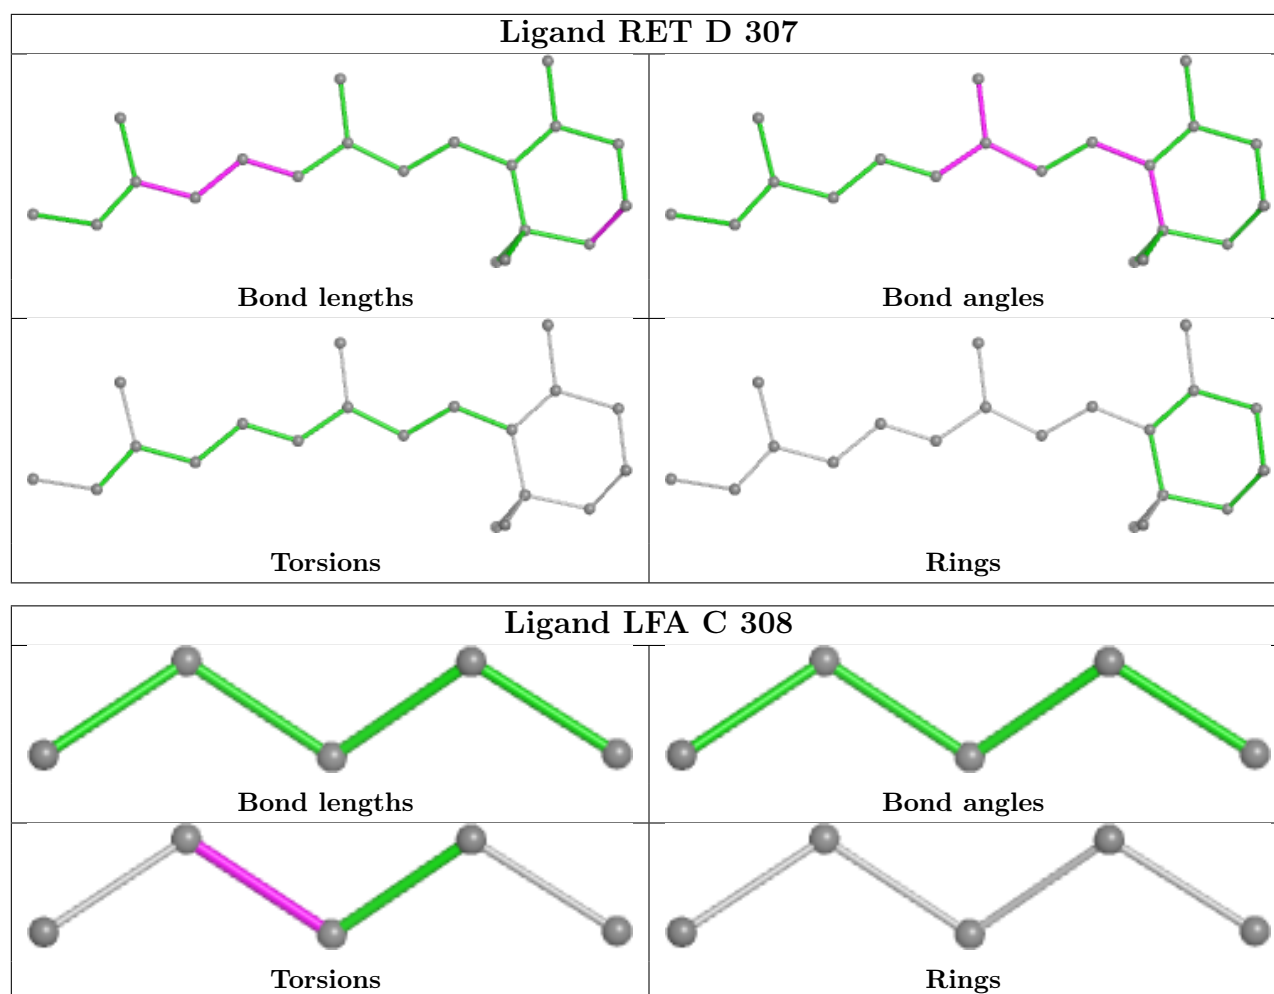 Ligand RET D 307
Bond lengths
Bond angles
Torsions
Rings
Ligand LFA C 308
Bond lengths
Bond angles
Torsions
Rings